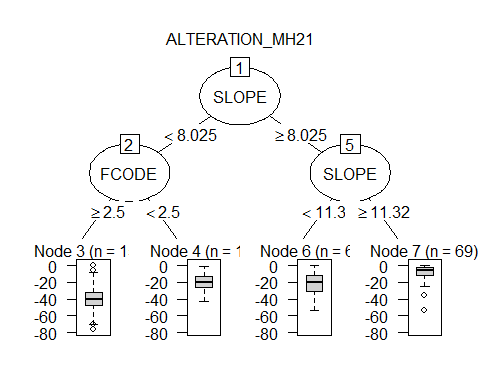 ALTERATION_MH21
1
SLOPE
< 8.025 ≥ 8.025
2 5
FCODE SLOPE
≥ 2.5 < 2.5 < 11.3 ≥ 11.32
Node 3 (n = 1 Node 4 (n = 1 Node 6 (n = 6 Node 7 (n = 69)
0 0 0 0
-20 -20 -20 -20
-40 -40 -40 -40
-60 -60 -60 -60
-80 -80 -80 -80